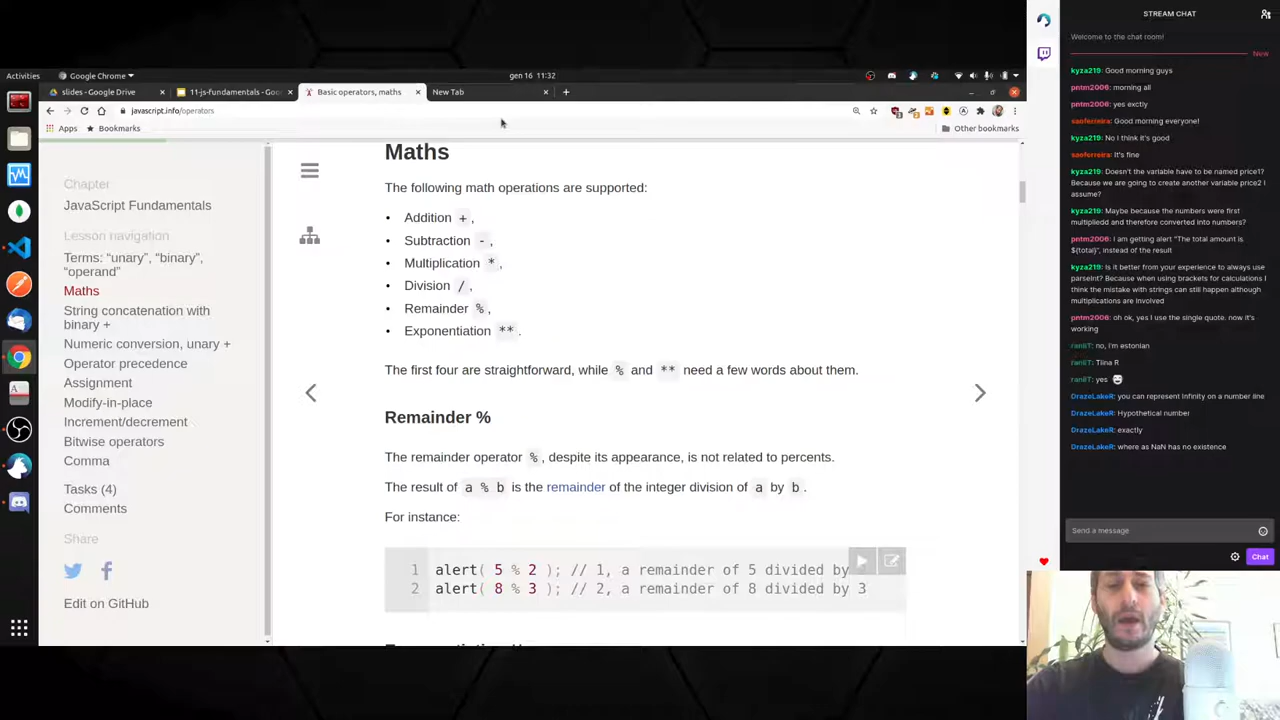 Activities
Google Chrome
gen 16 11:32
slides - Google Drive
11-js-fundamentals - Goo
Basic operators, maths
New Tab
javascript.info/operators
Apps
Bookmarks
Other bookmarks
Chapter
JavaScript Fundamentals
Lesson navigation
Terms: “unary”, “binary”,
“operand”
Maths
String concatenation with
binary +
Numeric conversion, unary +
Operator precedence
Assignment
Modify-in-place
Increment/decrement
Bitwise operators
Comma
Tasks (4)
Comments
Share
Edit on GitHub
Maths
The following math operations are supported:
• Addition +,
• Subtraction -,
• Multiplication *,
• Division /,
• Remainder %,
• Exponentiation **.
The first four are straightforward, while % and ** need a few words about them.
Remainder %
The remainder operator %, despite its appearance, is not related to percents.
The result of a % b is the remainder of the integer division of a by b.
For instance:
1 alert( 5 % 2 ); // 1, a remainder of 5 divided by
2 alert( 8 % 3 ); // 2, a remainder of 8 divided by 3
STREAM CHAT
Welcome to the chat room!
New
kyza219: Good morning guys
pntm2006: morning all
pntm2006: yes exctly
saoferreira: Good morning everyone!
kyza219: No I think it's good
saoferreira: It's fine
kyza219: Doesn't the variable have to be named price1?
Because we are going to create another variable price2 I
assume?
kyza219: Maybe because the numbers were first
multipliedd and therefore converted into numbers?
pntm2006: I am getting alert "The total amount is
${total}", instead of the result
kyza219: Is it better from your experience to always use
parseInt? Because when using brackets for calculations I
think the mistake with strings can still happen although
multiplications are involved
pntm2006: oh ok, yes I use the single quote. now it's
working
raniiT: no, i'm estonian
raniiT: Tiina R
raniiT: yes
DrazeLakeR: you can represent Infinity on a number line
DrazeLakeR: Hypothetical number
DrazeLakeR: exactly
DrazeLakeR: where as NaN has no existence
Send a message
Chat